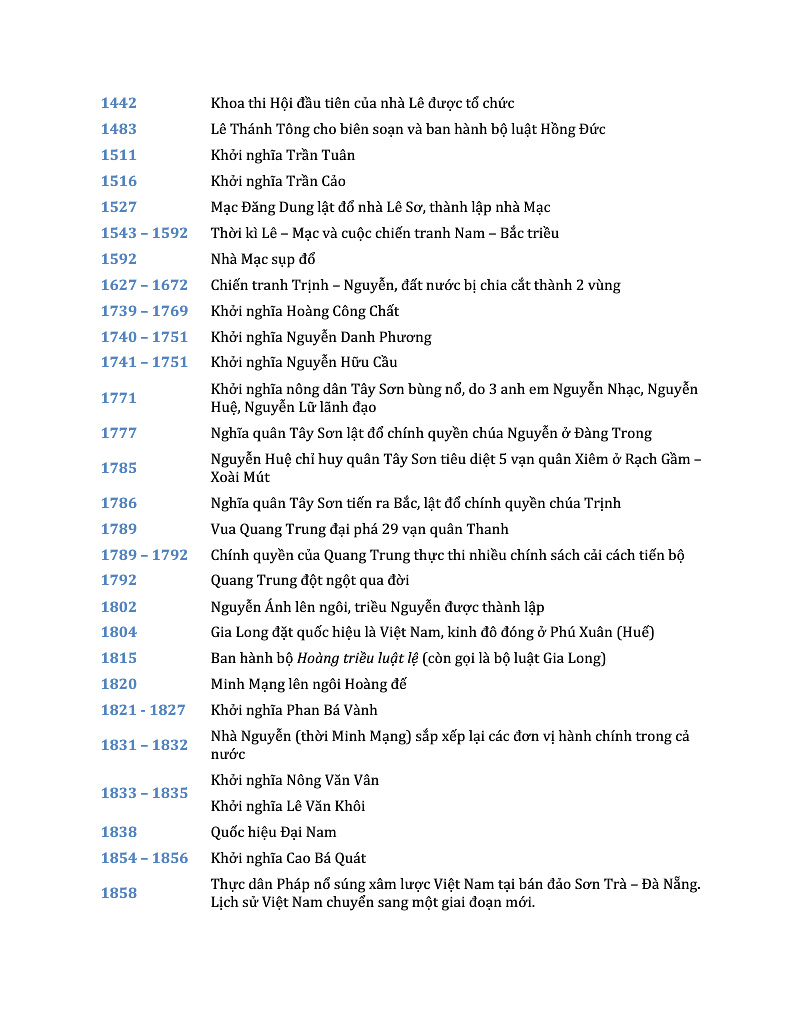 1442 Khoa thi Hội đầu tiên của nhà Lê được tổ chức
1483 Lê Thánh Tông cho biên soạn và ban hành bộ luật Hồng Đức
1511 Khởi nghĩa Trần Tuân
1516 Khởi nghĩa Trần Cảo
1527 Mạc Đăng Dung lật đổ nhà Lê Sơ, thành lập nhà Mạc
1543 – 1592 Thời kì Lê – Mạc và cuộc chiến tranh Nam – Bắc triều
1592 Nhà Mạc sụp đổ
1627 – 1672 Chiến tranh Trịnh – Nguyễn, đất nước bị chia cắt thành 2 vùng
1739 – 1769 Khởi nghĩa Hoàng Công Chất
1740 – 1751 Khởi nghĩa Nguyễn Danh Phương
1741 – 1751 Khởi nghĩa Nguyễn Hữu Cầu
1771 Khởi nghĩa nông dân Tây Sơn bùng nổ, do 3 anh em Nguyễn Nhạc, Nguyễn
Huệ, Nguyễn Lữ lãnh đạo
1777 Nghĩa quân Tây Sơn lật đổ chính quyền chúa Nguyễn ở Đàng Trong
1785 Nguyễn Huệ chỉ huy quân Tây Sơn tiêu diệt 5 vạn quân Xiêm ở Rạch Gầm –
Xoài Mút
1786 Nghĩa quân Tây Sơn tiến ra Bắc, lật đổ chính quyền chúa Trịnh
1789 Vua Quang Trung đại phá 29 vạn quân Thanh
1789 – 1792 Chính quyền của Quang Trung thực thi nhiều chính sách cải cách tiến bộ
1792 Quang Trung đột ngột qua đời
1802 Nguyễn Ánh lên ngôi, triều Nguyễn được thành lập
1804 Gia Long đặt quốc hiệu là Việt Nam, kinh đô đóng ở Phú Xuân (Huế)
1815 Ban hành bộ Hoàng triều luật lệ (còn gọi là bộ luật Gia Long)
1820 Minh Mạng lên ngôi Hoàng đế
1821 - 1827 Khởi nghĩa Phan Bá Vành
1831 – 1832 Nhà Nguyễn (thời Minh Mạng) sắp xếp lại các đơn vị hành chính trong cả
nước
1833 – 1835 Khởi nghĩa Nông Văn Vân
Khởi nghĩa Lê Văn Khôi
1838 Quốc hiệu Đại Nam
1854 – 1856 Khởi nghĩa Cao Bá Quát
1858 Thực dân Pháp nổ súng xâm lược Việt Nam tại bán đảo Sơn Trà – Đà Nẵng.
Lịch sử Việt Nam chuyển sang một giai đoạn mới.